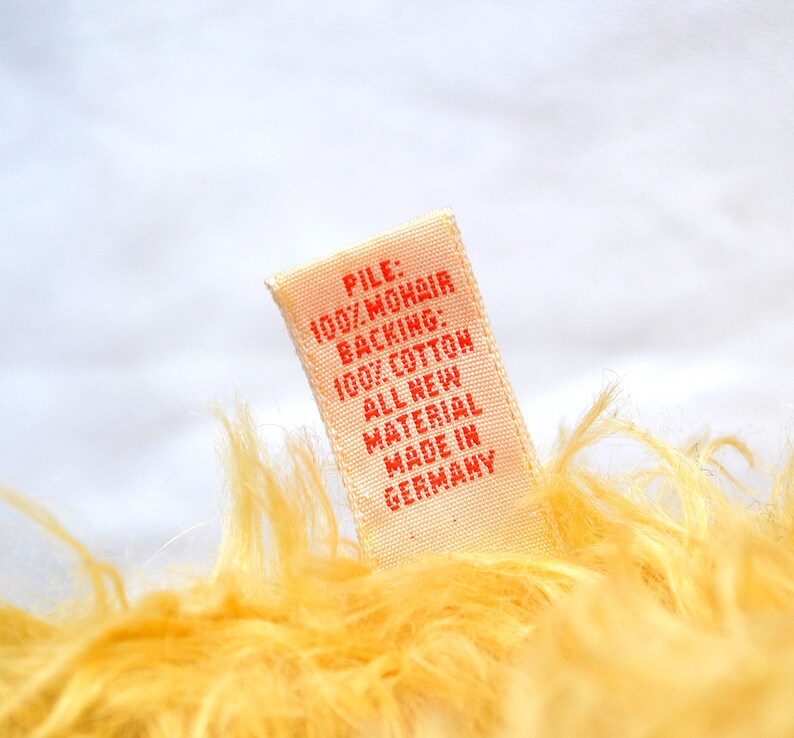 PILE:
100% MOHAIR
BACKING:
100% COTTON
ALL NEW
MATERIAL
MADE IN
GERMANY